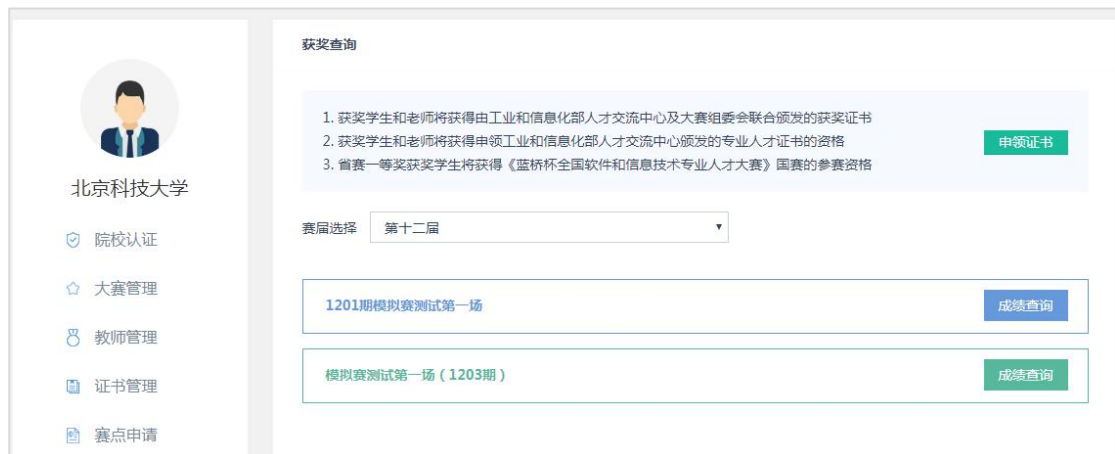 北京科技大学
院校认证
大赛管理
教师管理
证书管理
赛点申请
获奖查询
1. 获奖学生和老师将获得由工业和信息化部人才交流中心及大赛组委会联合颁发的获奖证书
2. 获奖学生和老师将获得申领工业和信息化部人才交流中心颁发的专业人才证书的资格
3. 省赛一等奖获奖学生将获得《蓝桥杯全国软件和信息技术专业人才大赛》国赛的参赛资格
申领证书
赛届选择 第十二届
1201期模拟赛测试第一场 成绩查询
模拟赛测试第一场（1203期） 成绩查询